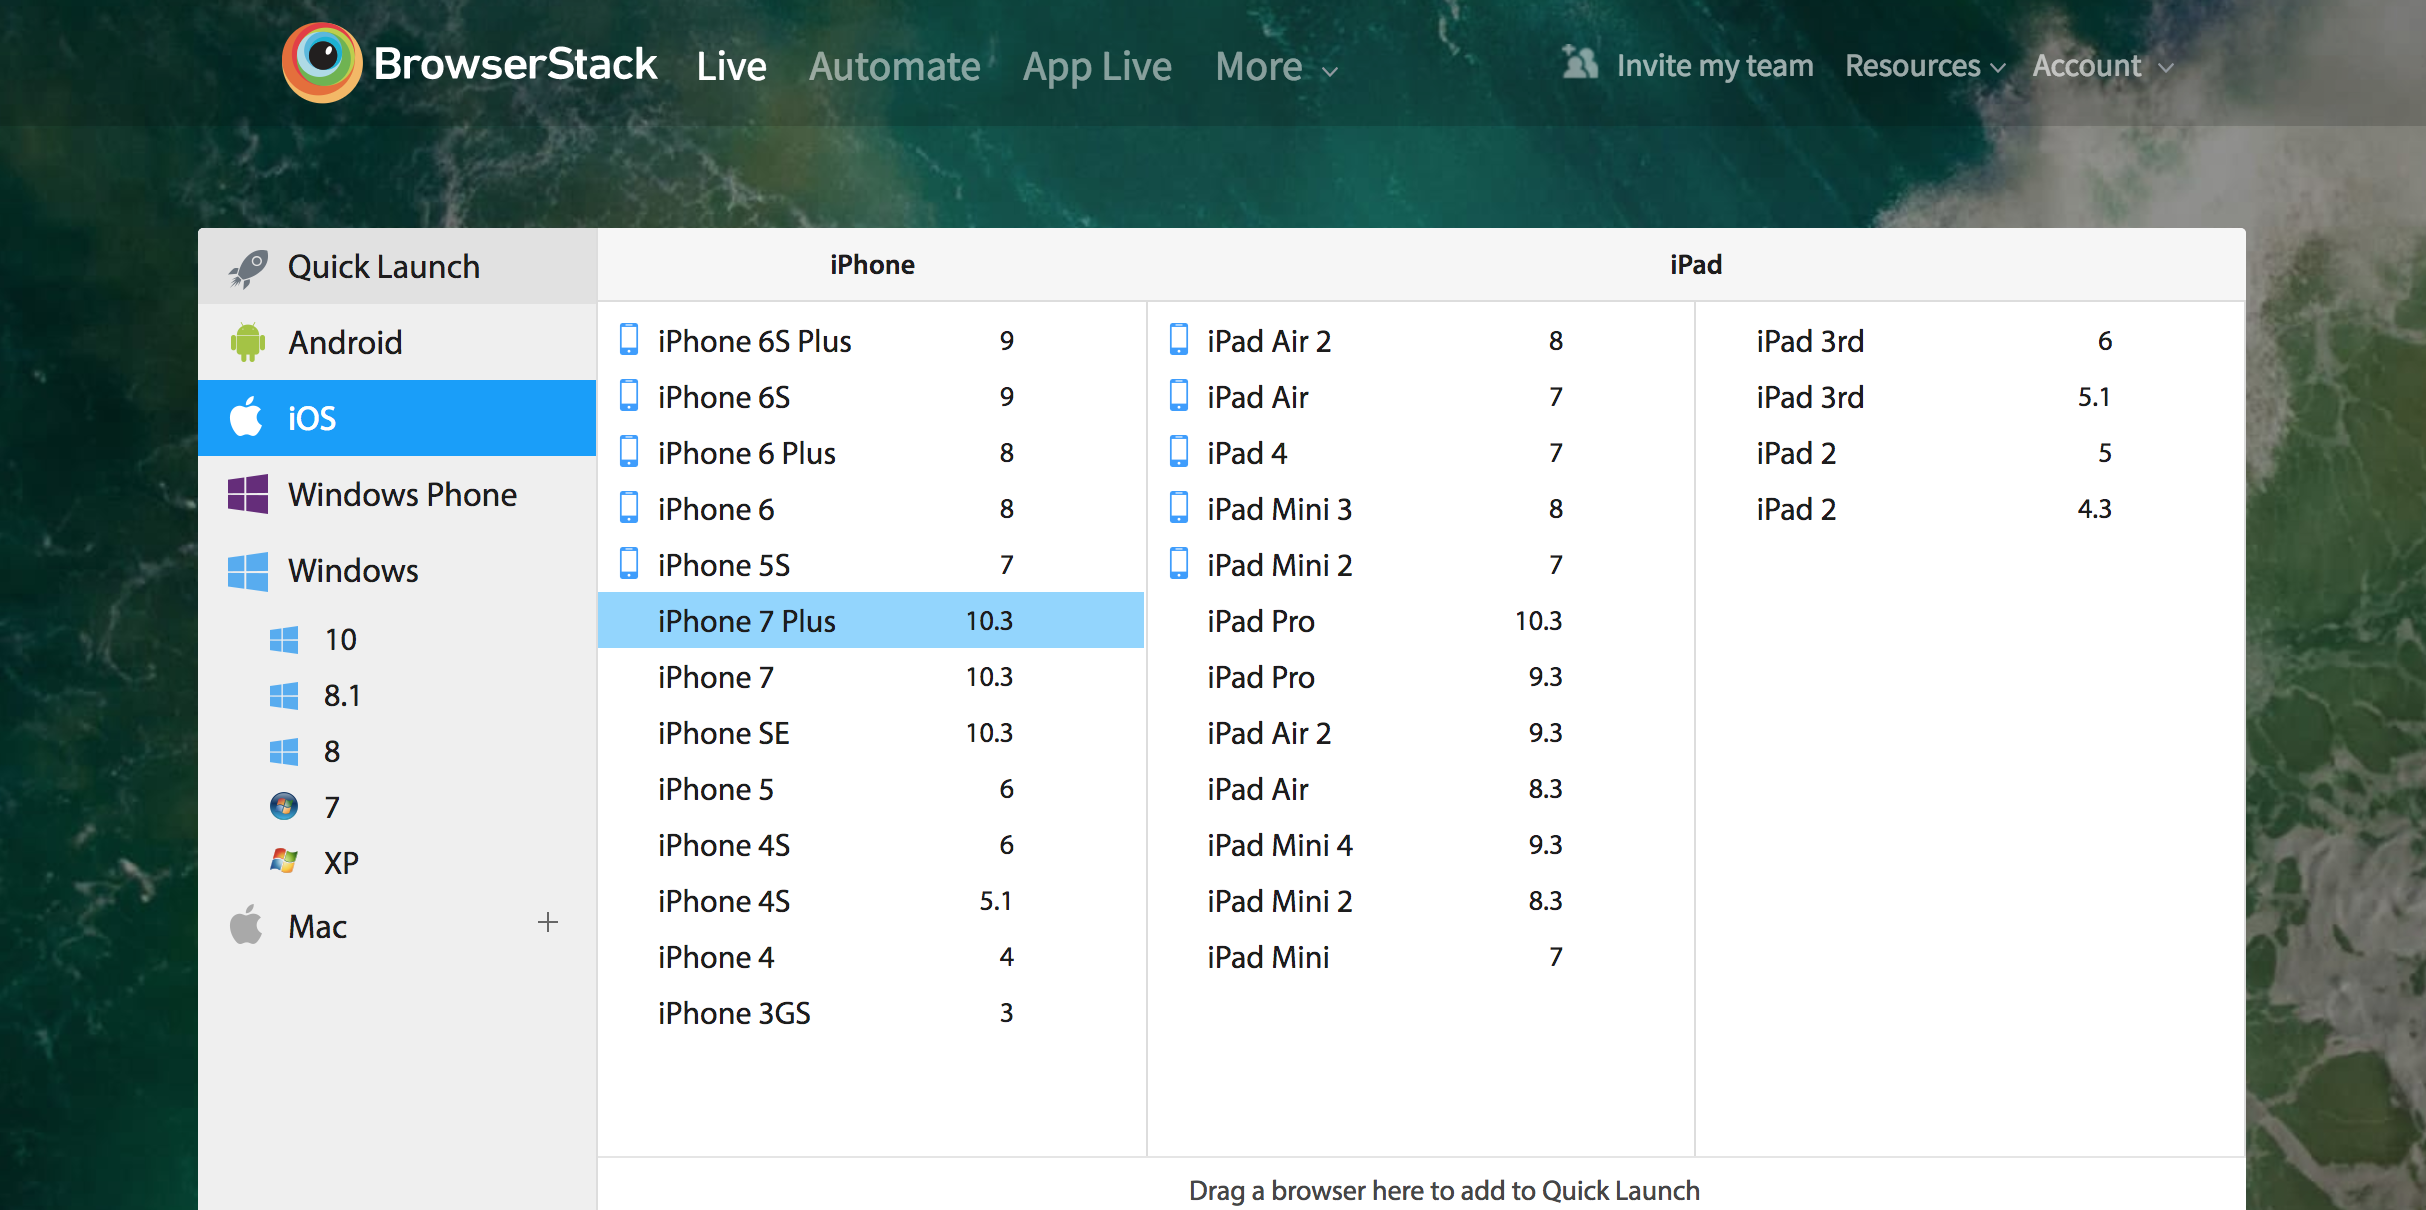 BrowserStack Live Automate App Live More Invite my team Resources Account
Quick Launch
Android
iOS
Windows Phone
Windows
10
8.1
8
7
XP
Mac +
iPhone
iPhone 6S Plus 9
iPhone 6S 9
iPhone 6 Plus 8
iPhone 6 8
iPhone 5S 7
iPhone 7 Plus 10.3
iPhone 7 10.3
iPhone SE 10.3
iPhone 5 6
iPhone 4S 6
iPhone 4S 5.1
iPhone 4 4
iPhone 3GS 3
iPad
iPad Air 2 8
iPad Air 7
iPad 4 7
iPad Mini 3 8
iPad Mini 2 7
iPad Pro 10.3
iPad Pro 9.3
iPad Air 2 9.3
iPad Air 8.3
iPad Mini 4 9.3
iPad Mini 2 8.3
iPad Mini 7
iPad 3rd 6
iPad 3rd 5.1
iPad 2 5
iPad 2 4.3
Drag a browser here to add to Quick Launch